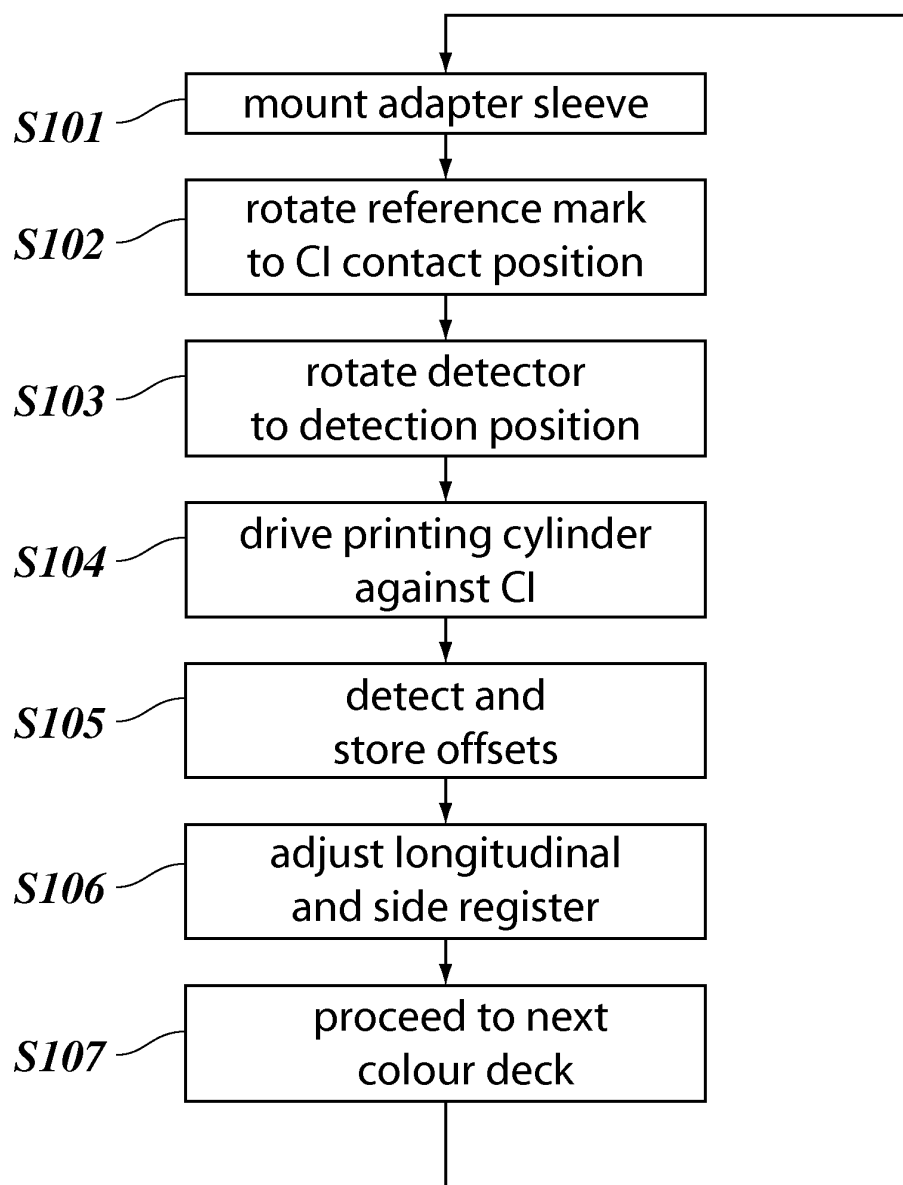 S101
mount adapter sleeve
S102
rotate reference mark
to CI contact position
S103
rotate detector
to detection position
S104
drive printing cylinder
against CI
S105
detect and
store offsets
S106
adjust longitudinal
and side register
S107
proceed to next
colour deck